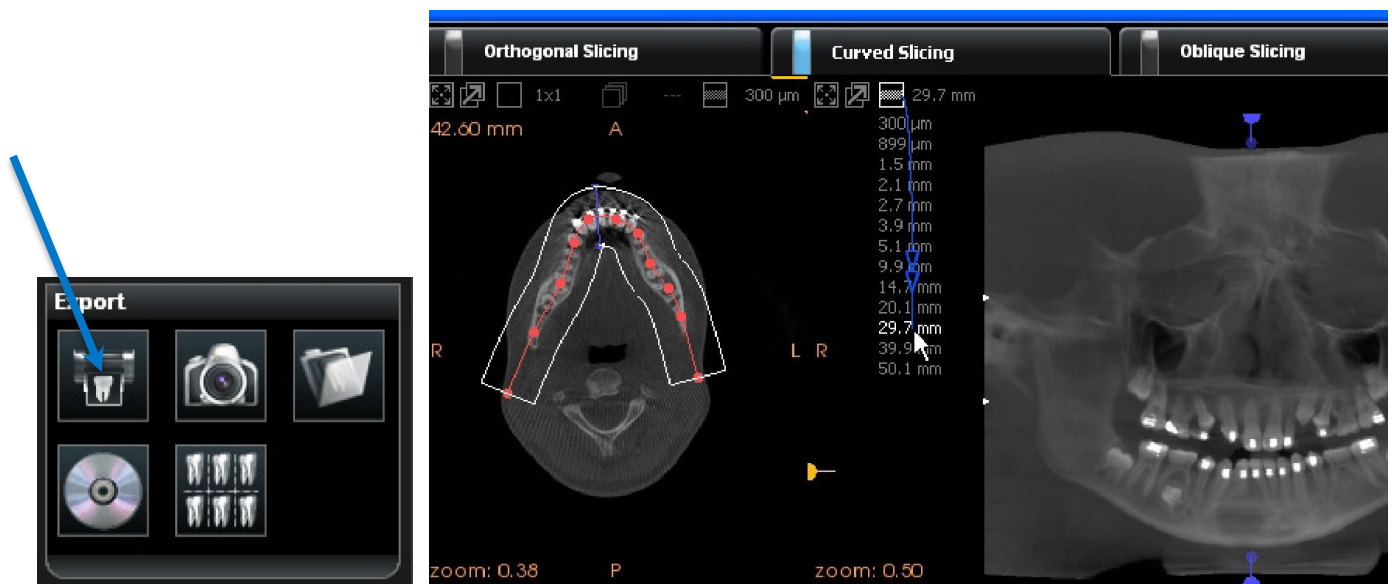 Export
Orthogonal Slicing
Curved Slicing
Oblique Slicing
1x1
---
300 µm
29.7 mm
42.60 mm
A
R
L
P
zoom: 0.38
300 µm
899 µm
1.5 mm
2.1 mm
2.7 mm
3.9 mm
5.1 mm
9.9 mm
14.7 mm
20.1 mm
29.7 mm
39.9 mm
50.1 mm
R
zoom: 0.50